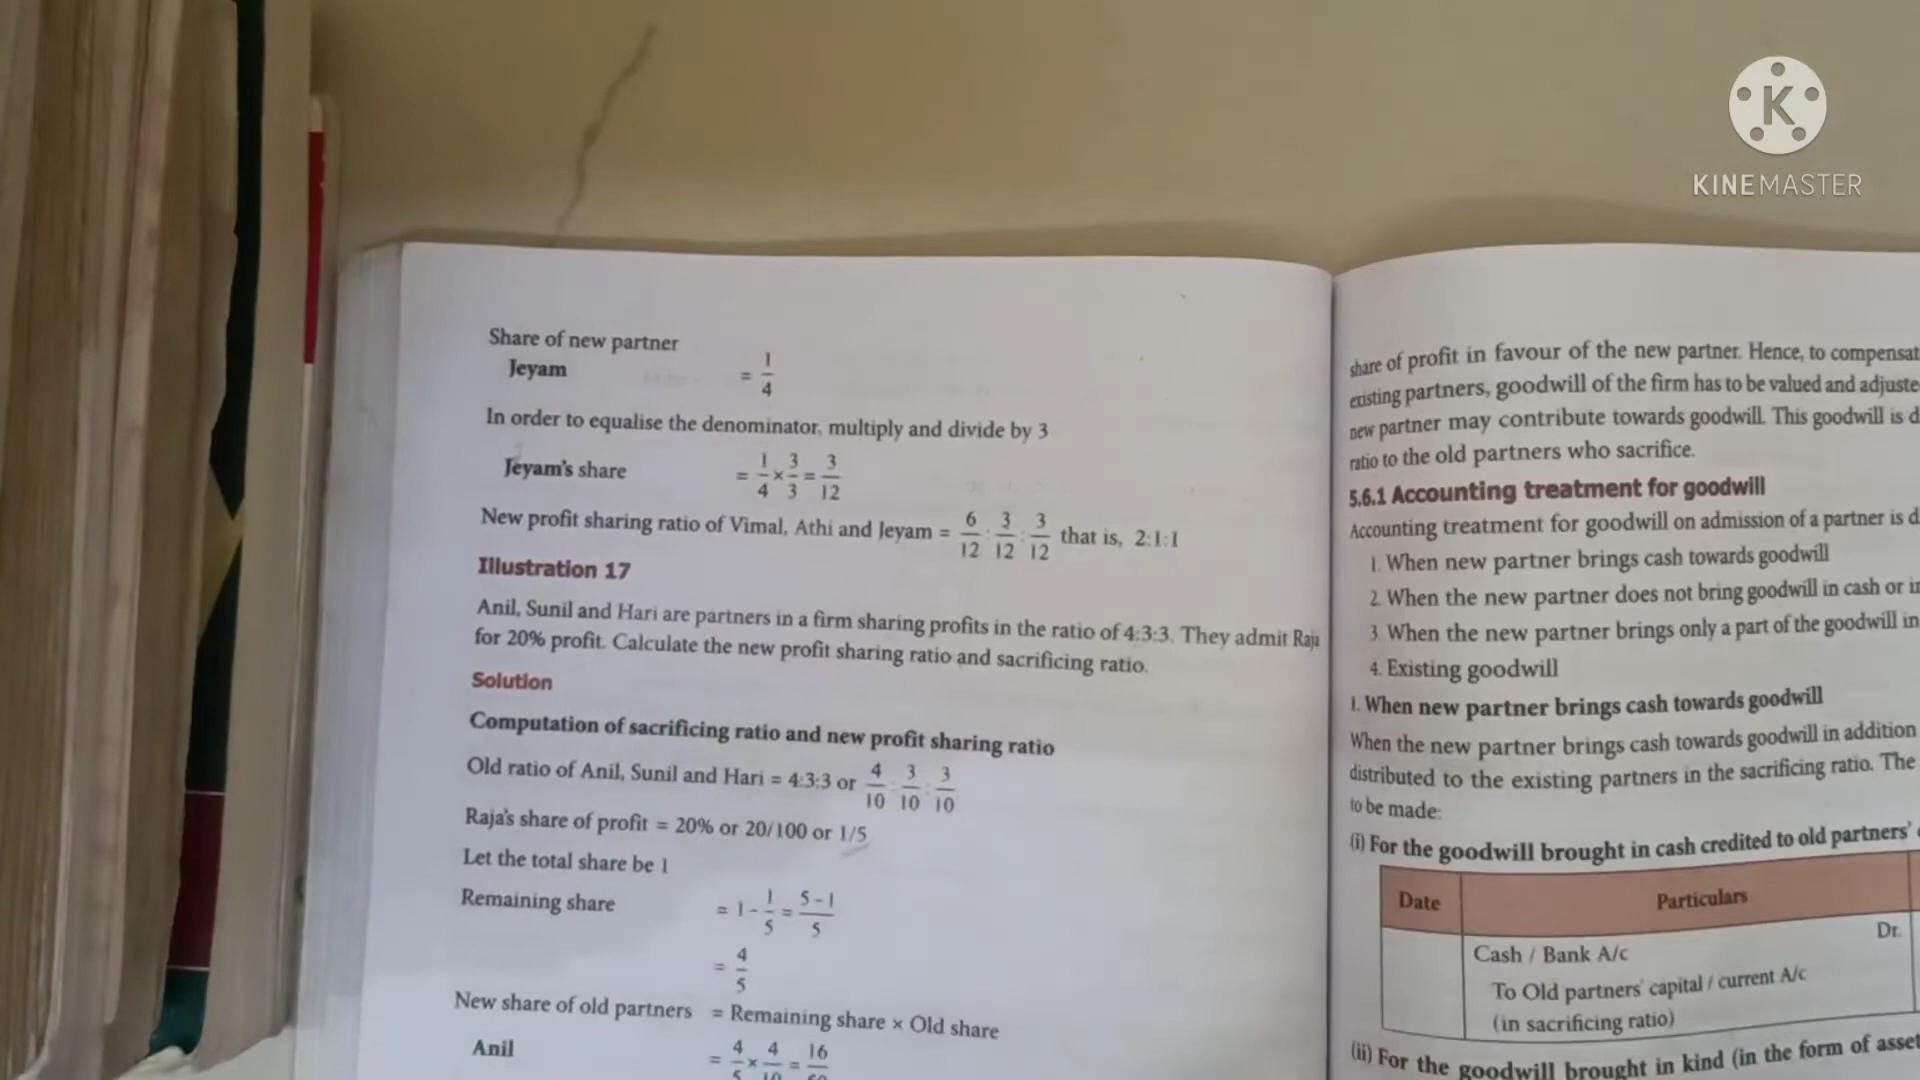 KINEMASTER
Share of new partner
Jeyam = 1/4
In order to equalise the denominator, multiply and divide by 3
Jeyam's share = 1/4 × 3/3 = 3/12
New profit sharing ratio of Vimal, Athi and Jeyam = 6/12 : 3/12 : 3/12 that is, 2:1:1
Illustration 17
Anil, Sunil and Hari are partners in a firm sharing profits in the ratio of 4:3:3. They admit Raja
for 20% profit. Calculate the new profit sharing ratio and sacrificing ratio.
Solution
Computation of sacrificing ratio and new profit sharing ratio
Old ratio of Anil, Sunil and Hari = 4:3:3 or 4/10 : 3/10 : 3/10
Raja's share of profit = 20% or 20/100 or 1/5
Let the total share be 1
Remaining share = 1 - 1/5 = 5 - 1/5
= 4/5
New share of old partners = Remaining share × Old share
Anil = 4/5 × 4/10 = 16
share of profit in favour of the new partner. Hence, to compensat
existing partners, goodwill of the firm has to be valued and adjuste
new partner may contribute towards goodwill. This goodwill is d
ratio to the old partners who sacrifice.
5.6.1 Accounting treatment for goodwill
Accounting treatment for goodwill on admission of a partner is d
1. When new partner brings cash towards goodwill
2. When the new partner does not bring goodwill in cash or
3. When the new partner brings only a part of the goodwill in
4. Existing goodwill
1. When new partner brings cash towards goodwill
When the new partner brings cash towards goodwill in addition
distributed to the existing partners in the sacrificing ratio. The
to be made:
(i) For the goodwill brought in cash credited to old partners'
Date Particulars
Cash / Bank A/c Dr.
To Old partners' capital / current A/c
(in sacrificing ratio)
(ii) For the goodwill brought in kind (in the form of asset